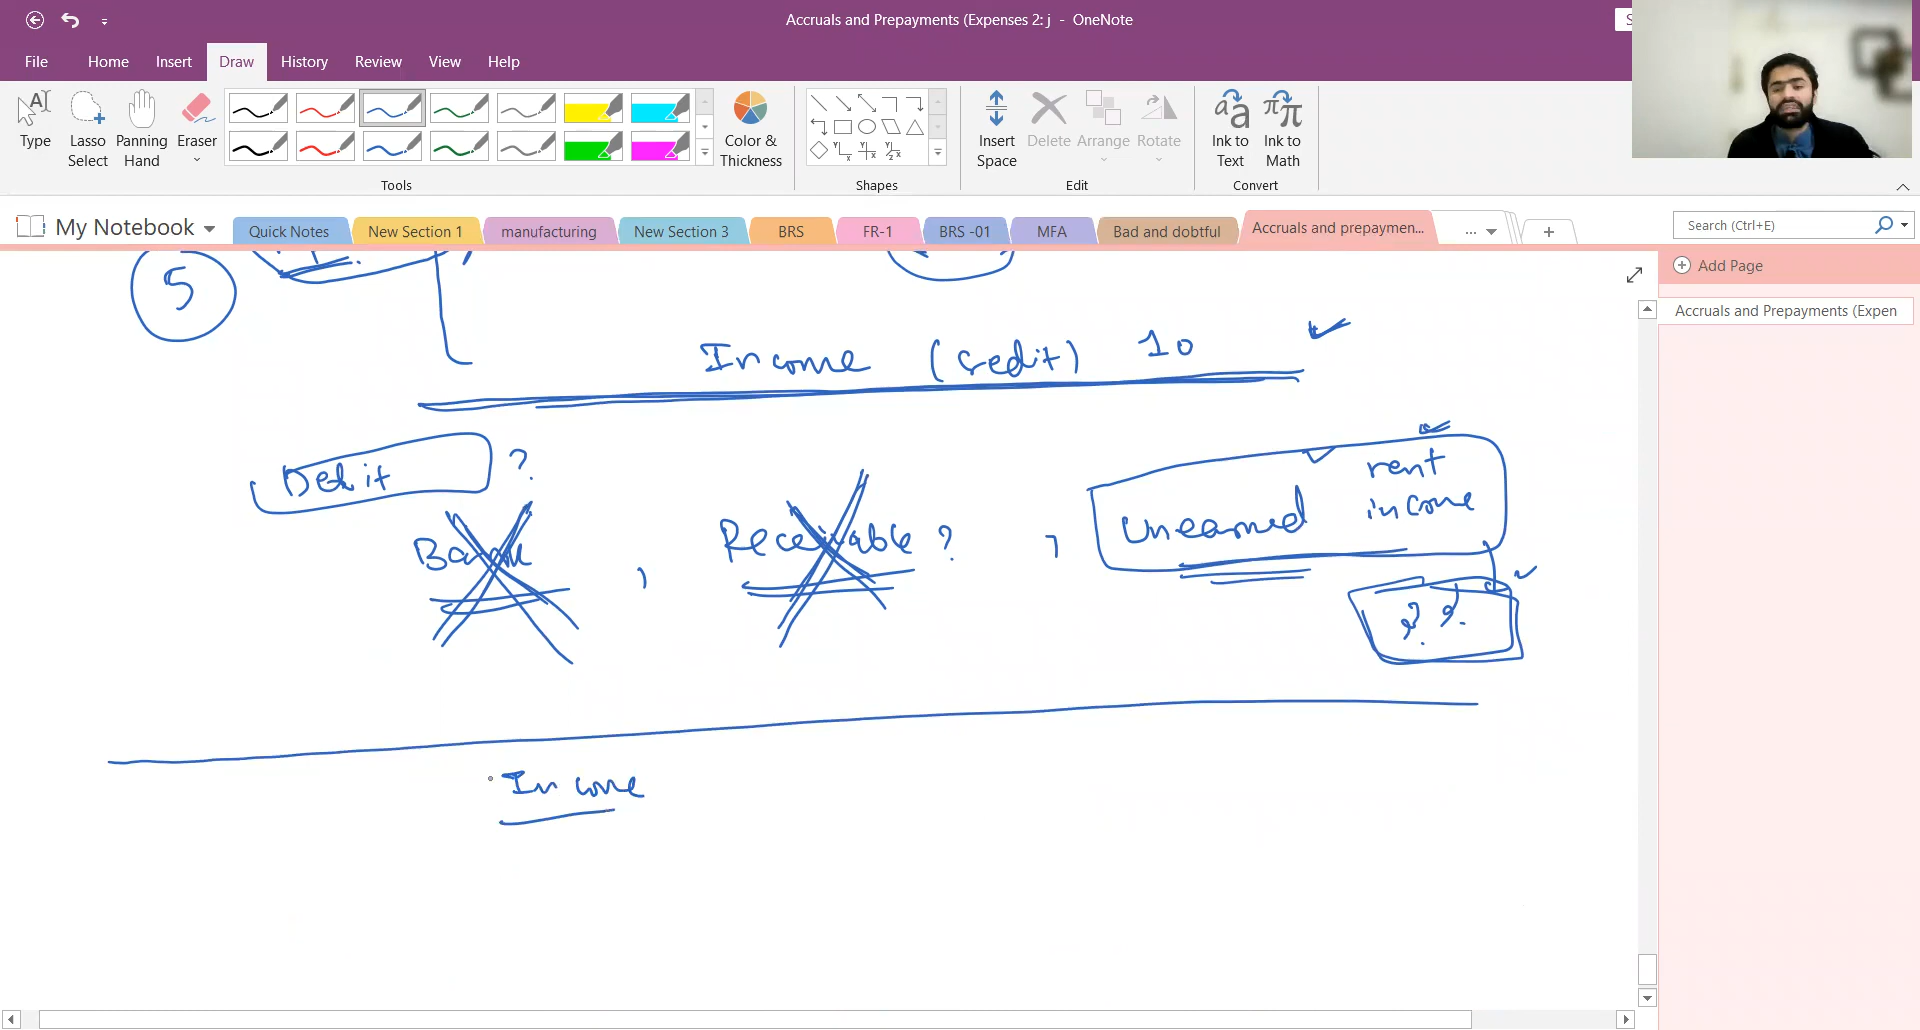 Accruals and Prepayments (Expenses 2: j - OneNote
File Home Insert Draw History Review View Help
Type
Lasso Select
Panning Hand
Eraser
Color & Thickness
Insert Space
Delete
Arrange
Rotate
Ink to Text
Ink to Math
Tools Shapes Edit Convert
My Notebook
Quick Notes New Section 1 manufacturing New Section 3 BRS FR-1 BRS -01 MFA Bad and doubtful Accruals and prepaymen... ...
Search (Ctrl+E)
Add Page
Accruals and Prepayments (Expen
5
Income (credit) 10
Debit ?
Bank , Receivable ? , unearned rent income
? ?
Income